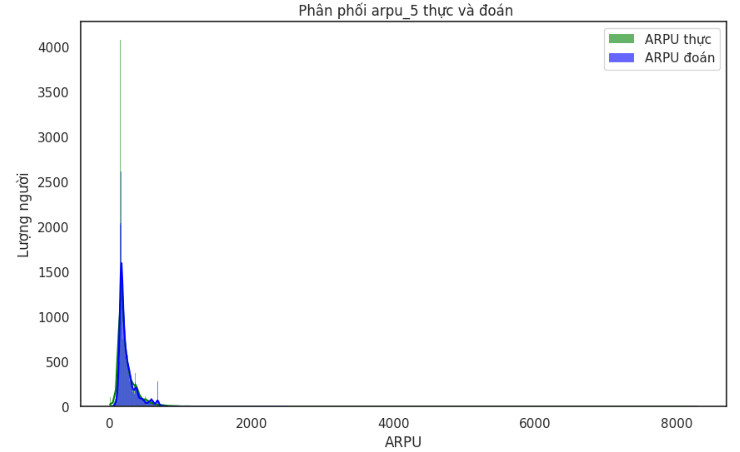 Phân phối arpu_5 thực và đoán
ARPU thực
ARPU đoán
Lượng người
4000
3500
3000
2500
2000
1500
1000
500
0
0 2000 4000 6000 8000
ARPU